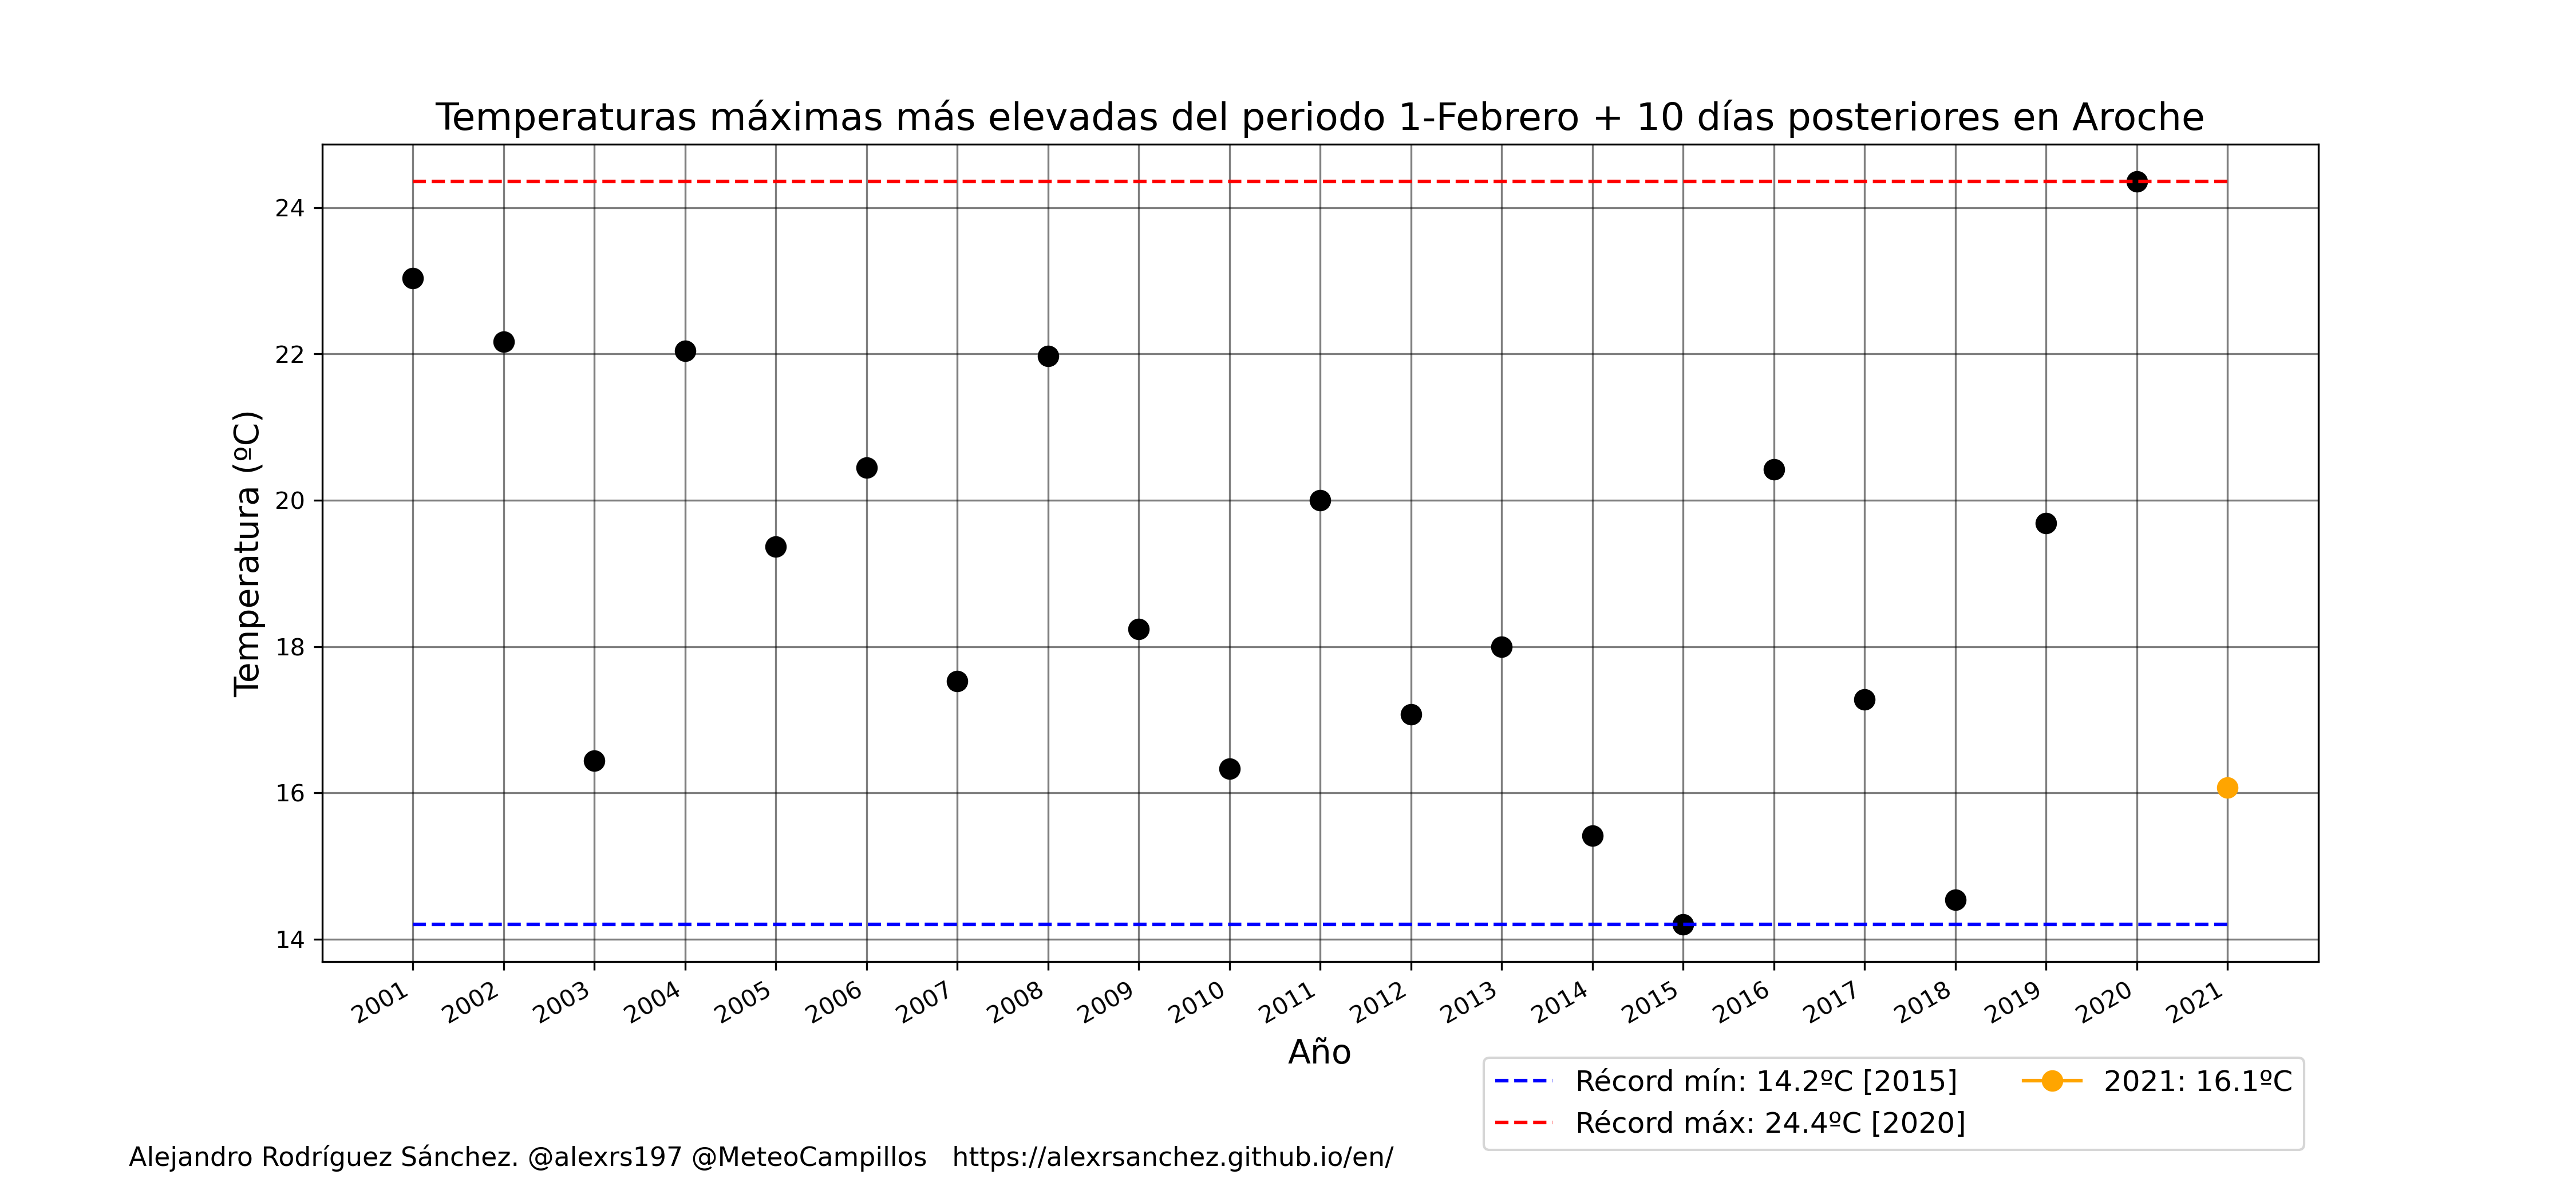 Temperaturas máximas más elevadas del periodo 1-Febrero + 10 días posteriores en Aroche
Temperatura (ºC)
24
22
20
18
16
14
2001 2002 2003 2004 2005 2006 2007 2008 2009 2010 2011 2012 2013 2014 2015 2016 2017 2018 2019 2020 2021
Año
Récord mín: 14.2ºC [2015]
Récord máx: 24.4ºC [2020]
2021: 16.1ºC
Alejandro Rodríguez Sánchez. @alexrs197 @MeteoCampillos https://alexrsanchez.github.io/en/